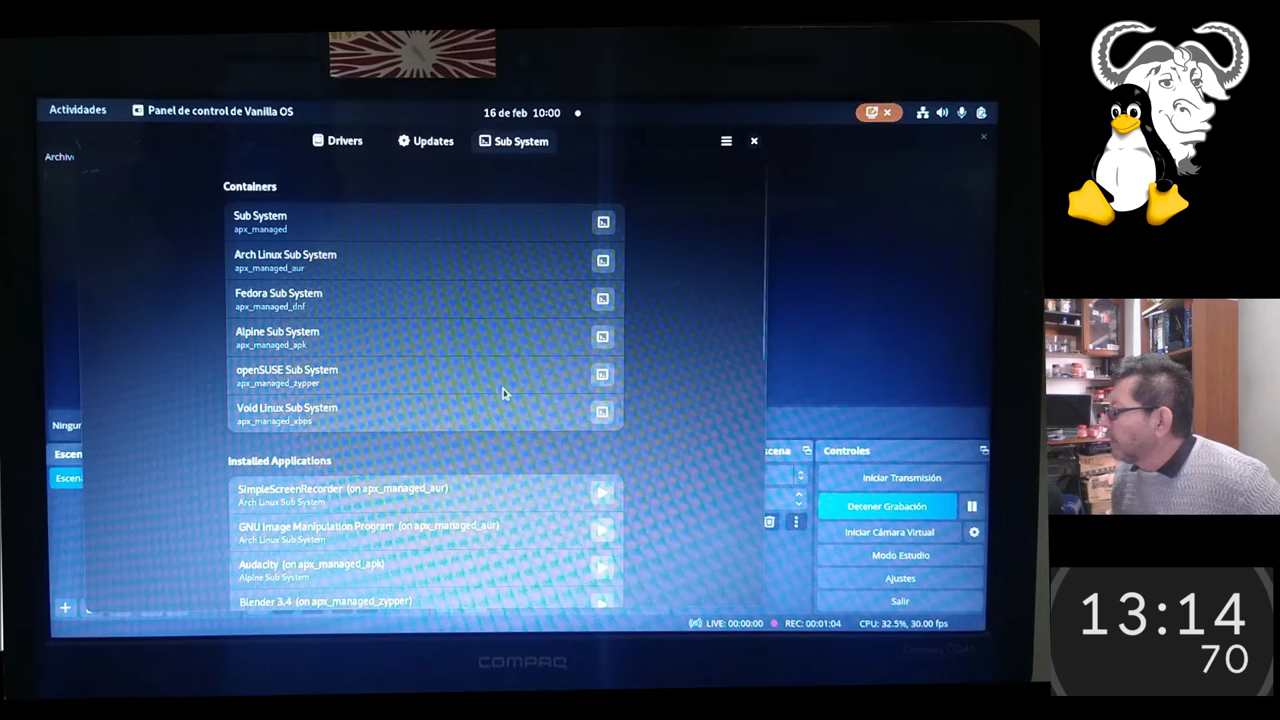 Actividades
Panel de control de Vanilla OS
16 de feb 10:00
Drivers
Updates
Sub System
Containers
Sub System
apx_managed
Arch Linux Sub System
apx_managed_aur
Fedora Sub System
apx_managed_dnf
Alpine Sub System
apx_managed_apk
openSUSE Sub System
apx_managed_zypper
Void Linux Sub System
apx_managed_xbps
Installed Applications
SimpleScreenRecorder (on apx_managed_aur)
Arch Linux Sub System
GNU Image Manipulation Program (on apx_managed_aur)
Arch Linux Sub System
Audacity (on apx_managed_apk)
Alpine Sub System
Blender 3.4 (on apx_managed_zypper)
Controles
Iniciar Transmisión
Detener Grabación
Iniciar Cámara Virtual
Modo Estudio
Ajustes
Salir
LIVE: 00:00:00
REC: 00:01:04
CPU: 32.5%, 30.00 fps
COMPAQ
13:14
70